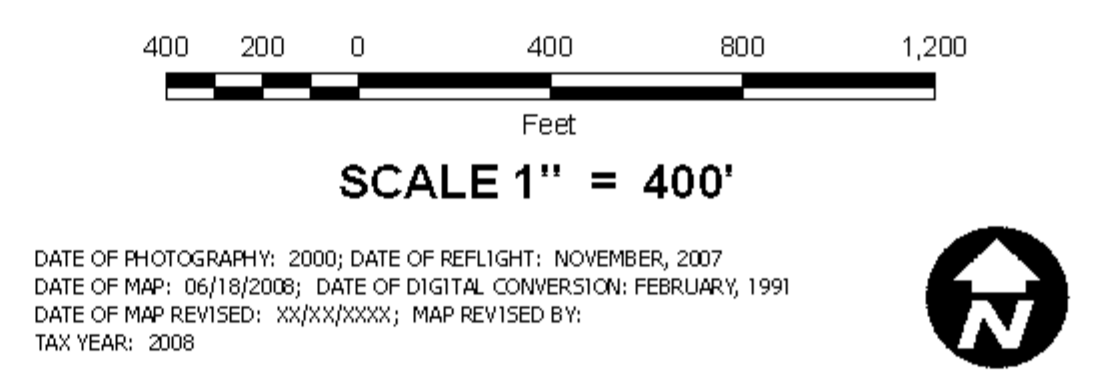 400 200 0 400 800 1,200
Feet
SCALE 1" = 400'
DATE OF PHOTOGRAPHY: 2000; DATE OF REFLIGHT: NOVEMBER, 2007
DATE OF MAP: 06/18/2008; DATE OF DIGITAL CONVERSION: FEBRUARY, 1991
DATE OF MAP REVISED: XX/XX/XXXX; MAP REVISED BY:
TAX YEAR: 2008
N